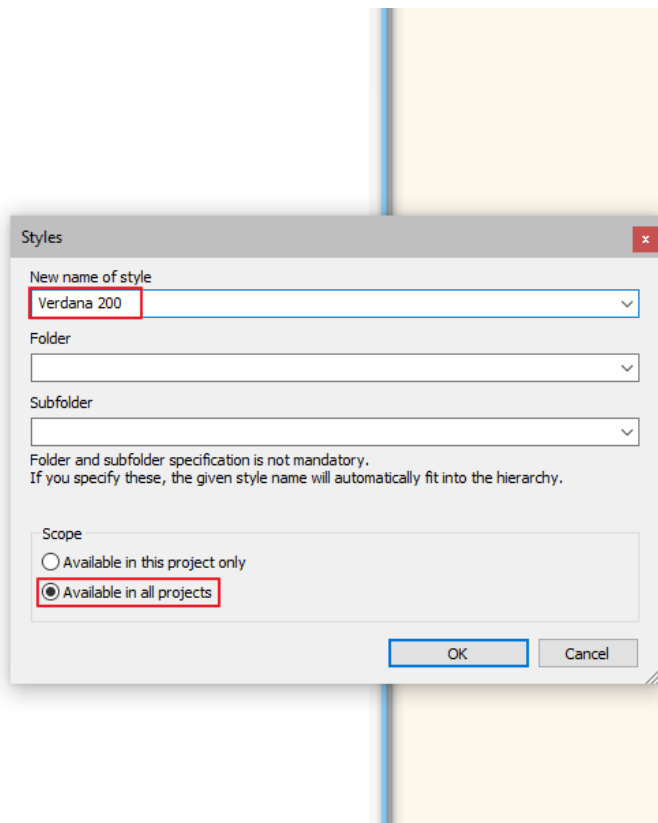 Styles
x
New name of style
Verdana 200
Folder
Subfolder
Folder and subfolder specification is not mandatory.
If you specify these, the given style name will automatically fit into the hierarchy.
Scope
Available in this project only
Available in all projects
OK Cancel